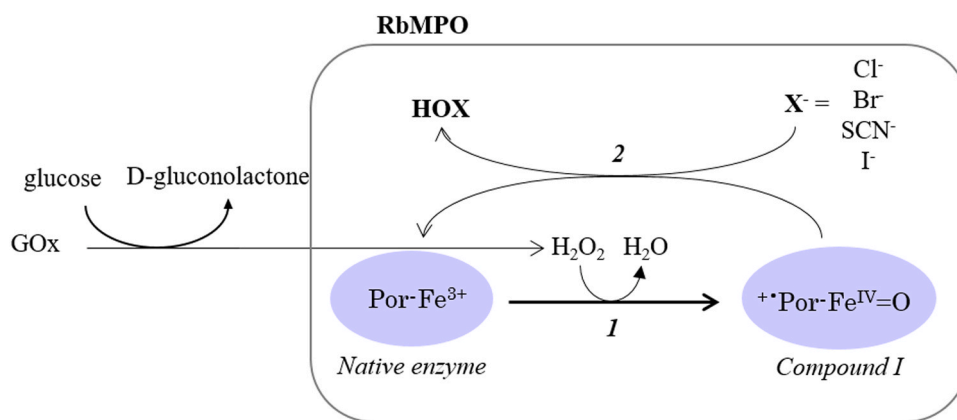 RbMPO
Cl⁻
HOX
X⁻ =
Br⁻
SCN⁻
I⁻
2
glucose
D-gluconolactone
GOx
H₂O₂
H₂O
Por-Fe³⁺
⁺•Por-Feᴵⱽ=O
1
Native enzyme
Compound I